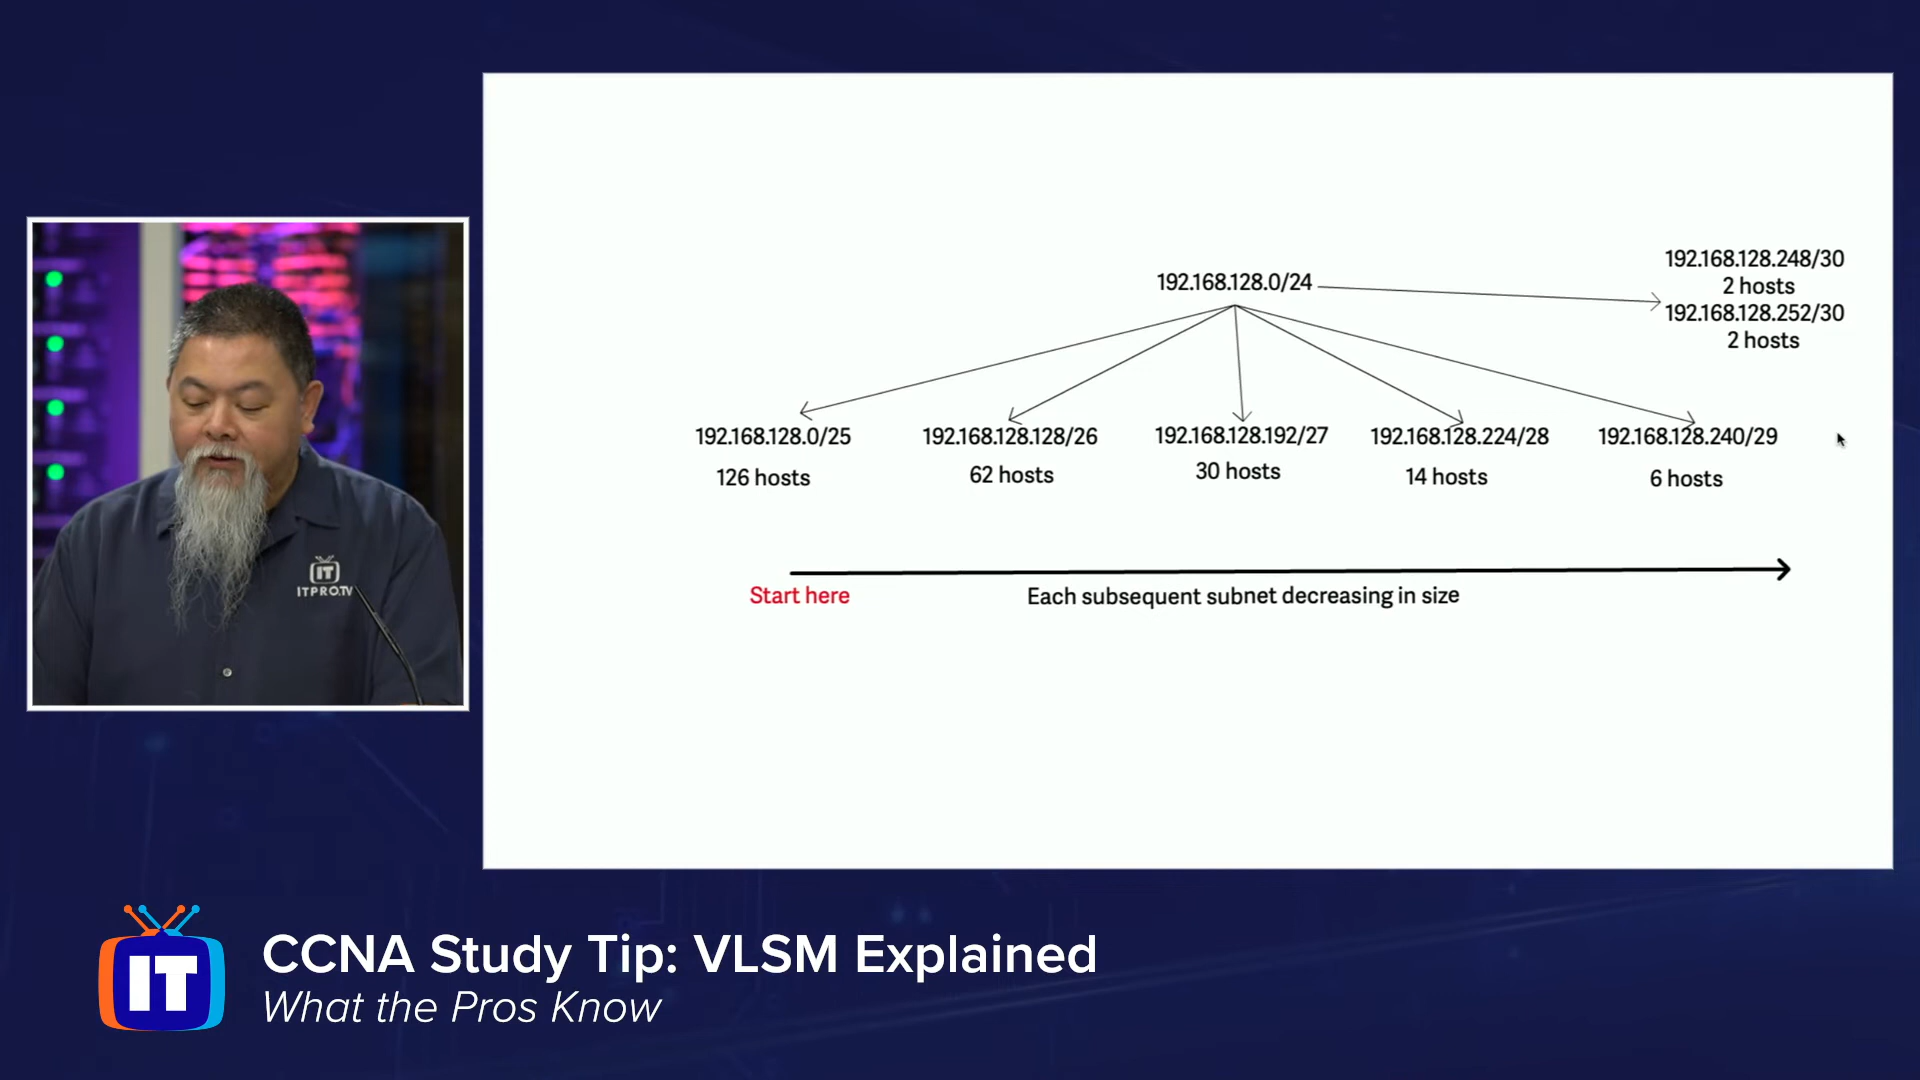 192.168.128.0/24
192.168.128.248/30
2 hosts
192.168.128.252/30
2 hosts
192.168.128.0/25
192.168.128.128/26
192.168.128.192/27
192.168.128.224/28
192.168.128.240/29
126 hosts
62 hosts
30 hosts
14 hosts
6 hosts
Start here
Each subsequent subnet decreasing in size
IT
ITPRO.TV
IT
CCNA Study Tip: VLSM Explained
What the Pros Know